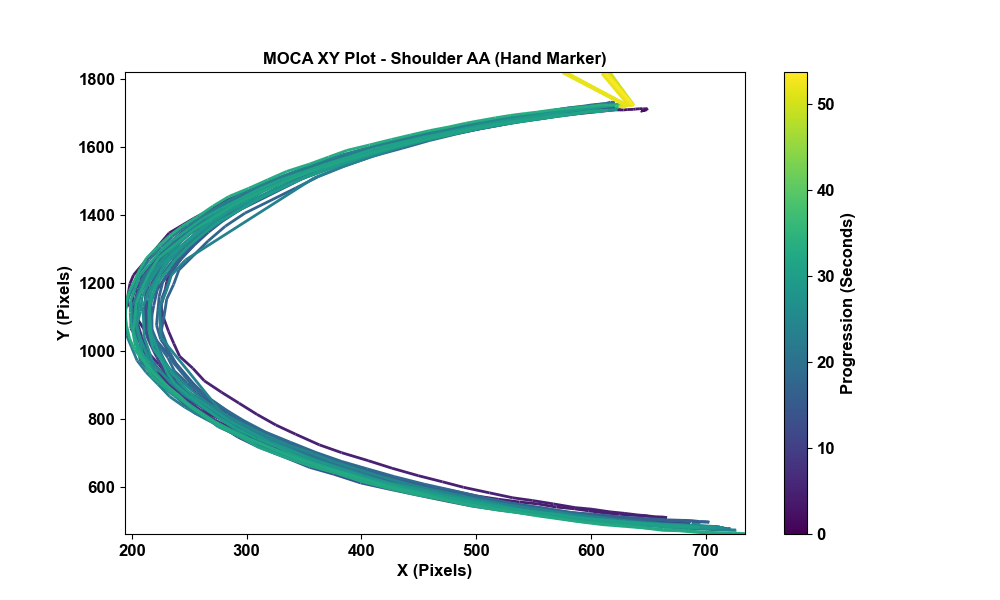 MOCA XY Plot - Shoulder AA (Hand Marker)
1800
1600
1400
1200
1000
800
600
Y (Pixels)
200 300 400 500 600 700
X (Pixels)
50
40
30
20
10
0
Progression (Seconds)